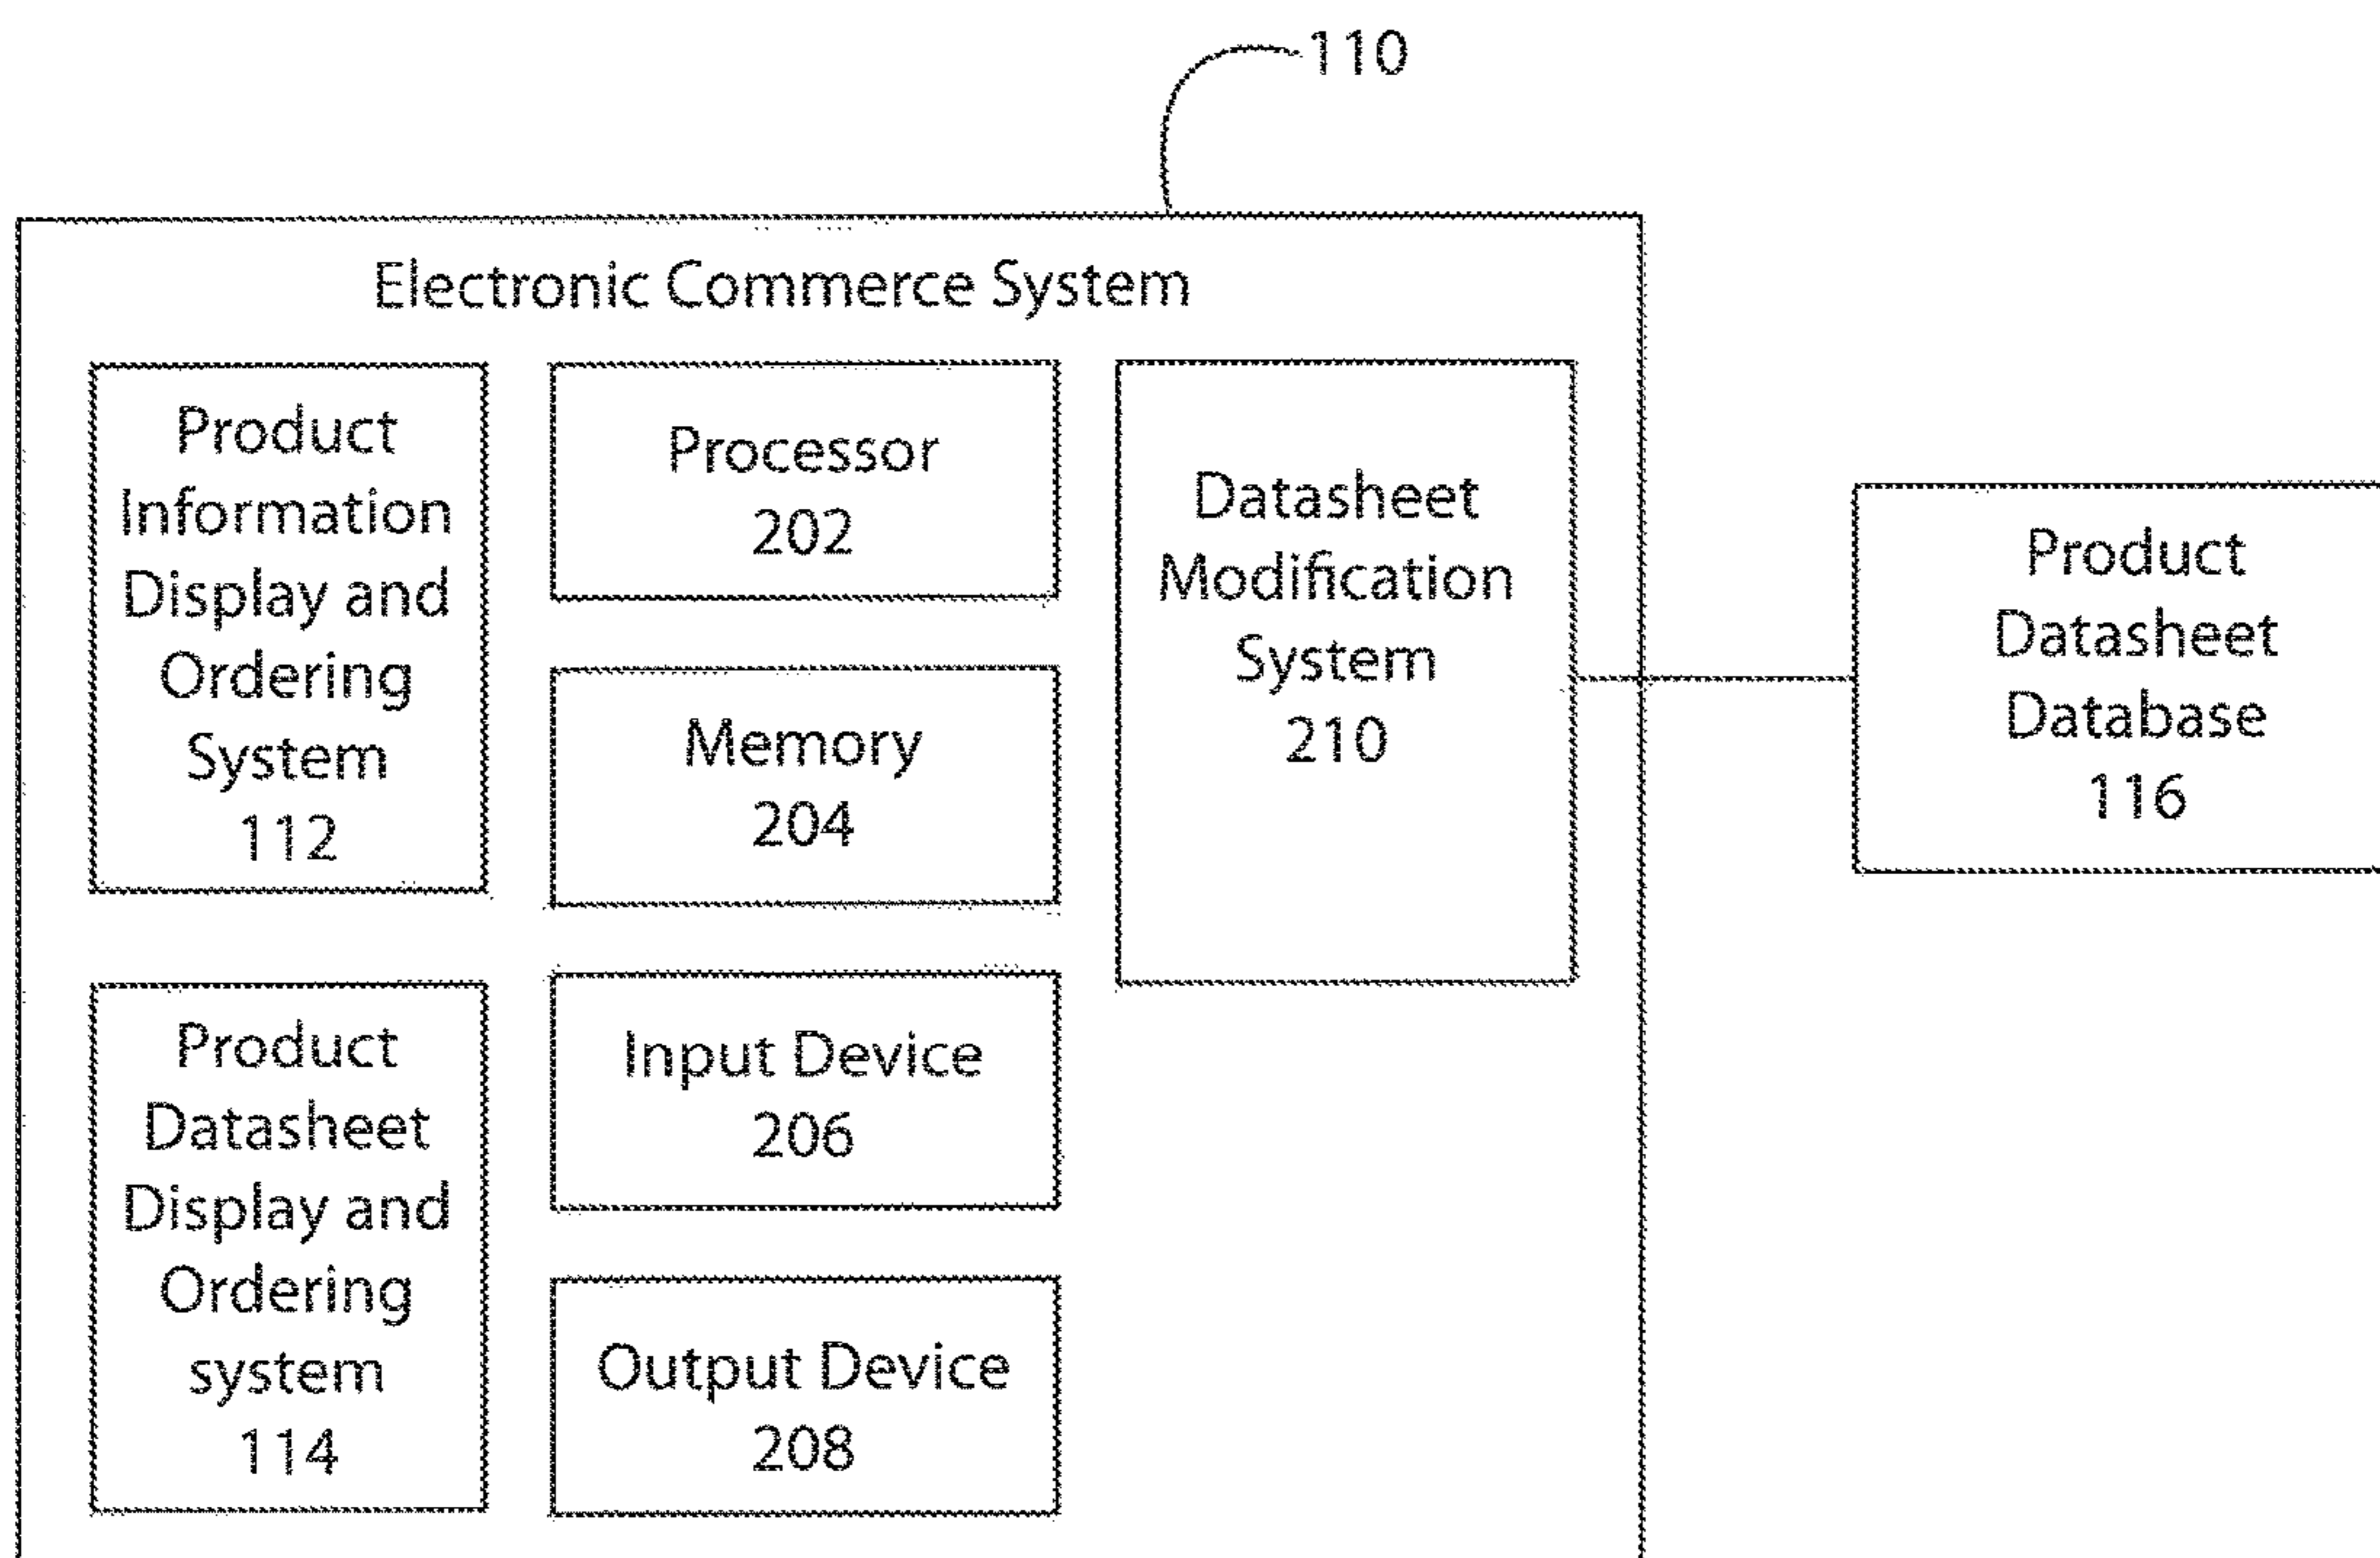 110
Electronic Commerce System
Product
Information
Display and
Ordering
System
112
Product
Datasheet
Display and
Ordering
system
114
Processor
202
Memory
204
Input Device
206
Output Device
208
Datasheet
Modification
System
210
Product
Datasheet
Database
116